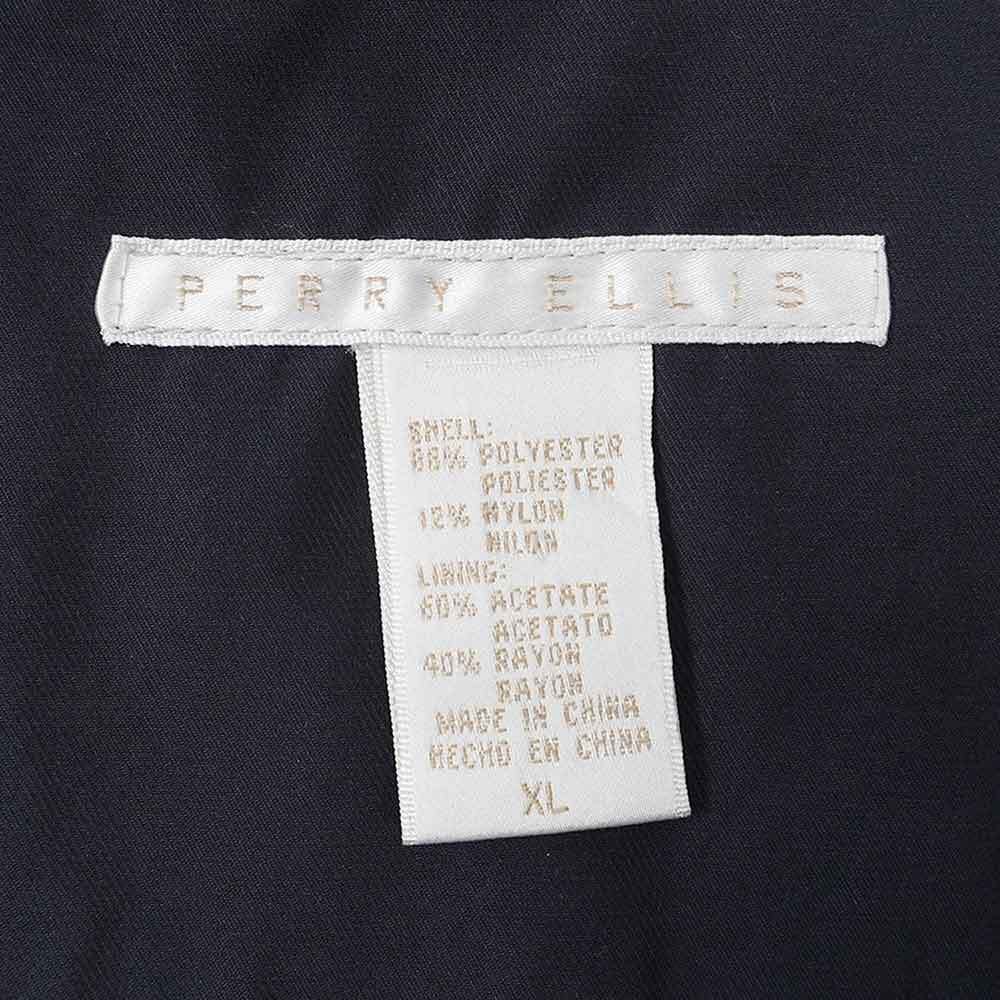 PERRY ELLIS
SHELL:
88% POLYESTER
POLIESTER
12% NYLON
NILON
LINING:
60% ACETATE
ACETATO
40% RAYON
RAYON
MADE IN CHINA
HECHO EN CHINA
XL